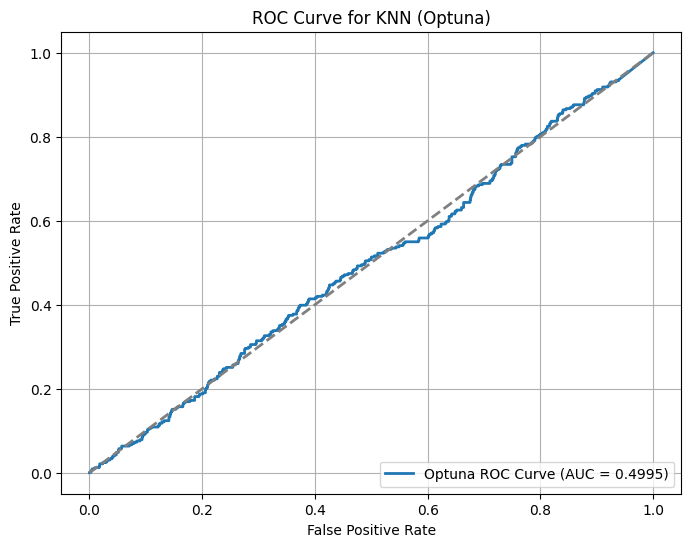 ROC Curve for KNN (Optuna)
True Positive Rate
1.0
0.8
0.6
0.4
0.2
0.0
Optuna ROC Curve (AUC = 0.4995)
0.0 0.2 0.4 0.6 0.8 1.0
False Positive Rate